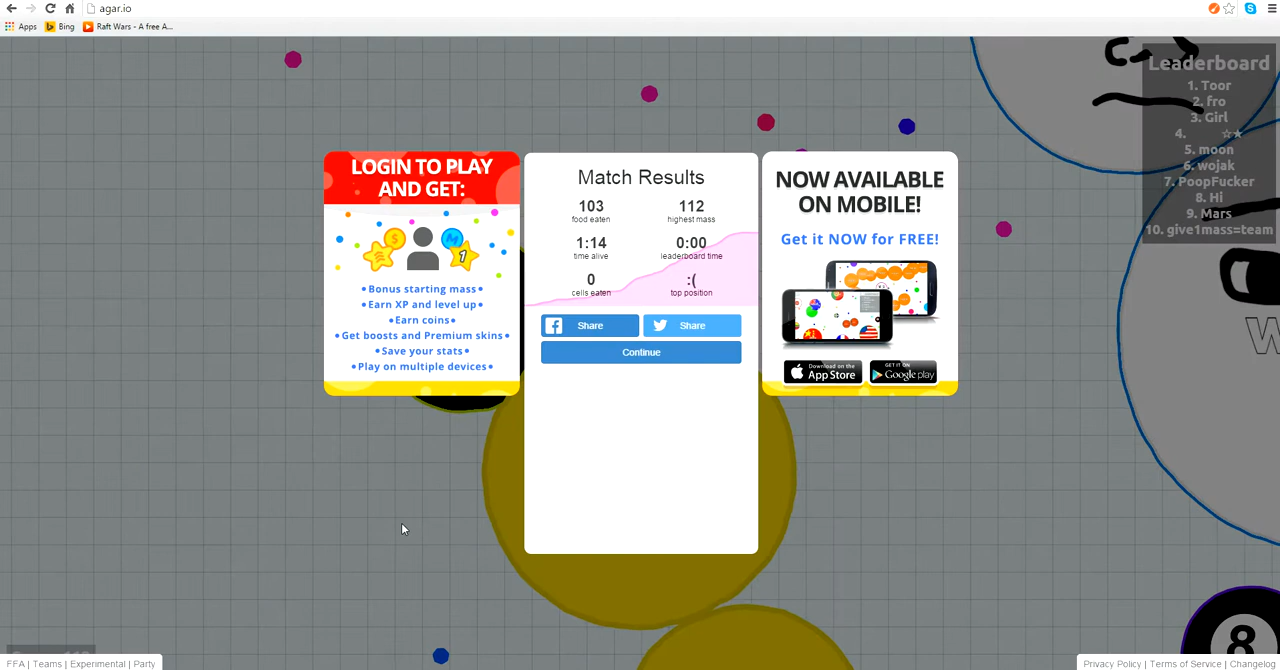 agar.io
Apps Bing Raft Wars - A free A...
LOGIN TO PLAY
AND GET:
•Bonus starting mass•
•Earn XP and level up•
•Earn coins•
•Get boosts and Premium skins•
•Save your stats•
•Play on multiple devices•
Match Results
103 112
food eaten highest mass
1:14 0:00
time alive leaderboard time
0 :(
cells eaten top position
Share Share
Continue
NOW AVAILABLE
ON MOBILE!
Get it NOW for FREE!
Download on the
App Store
GET IT ON
Google play
Leaderboard
1. Toor
2. fro
3. Girl
4. ☆★
5. moon
6. wojak
7. PoopFucker
8. Hi
9. Mars
10. give1mass=team
W
8
FFA | Teams | Experimental | Party
Privacy Policy | Terms of Service | Changelog